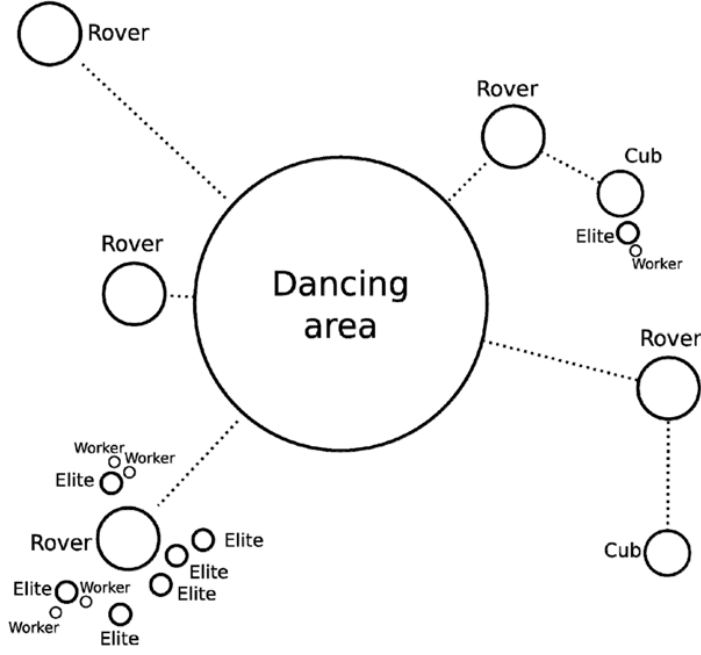 Rover
Rover
Cub
Elite
Worker
Rover
Dancing
area
Rover
Cub
Worker
Worker
Elite
Rover
Elite
Elite
Elite
Elite
Worker
Worker
Elite